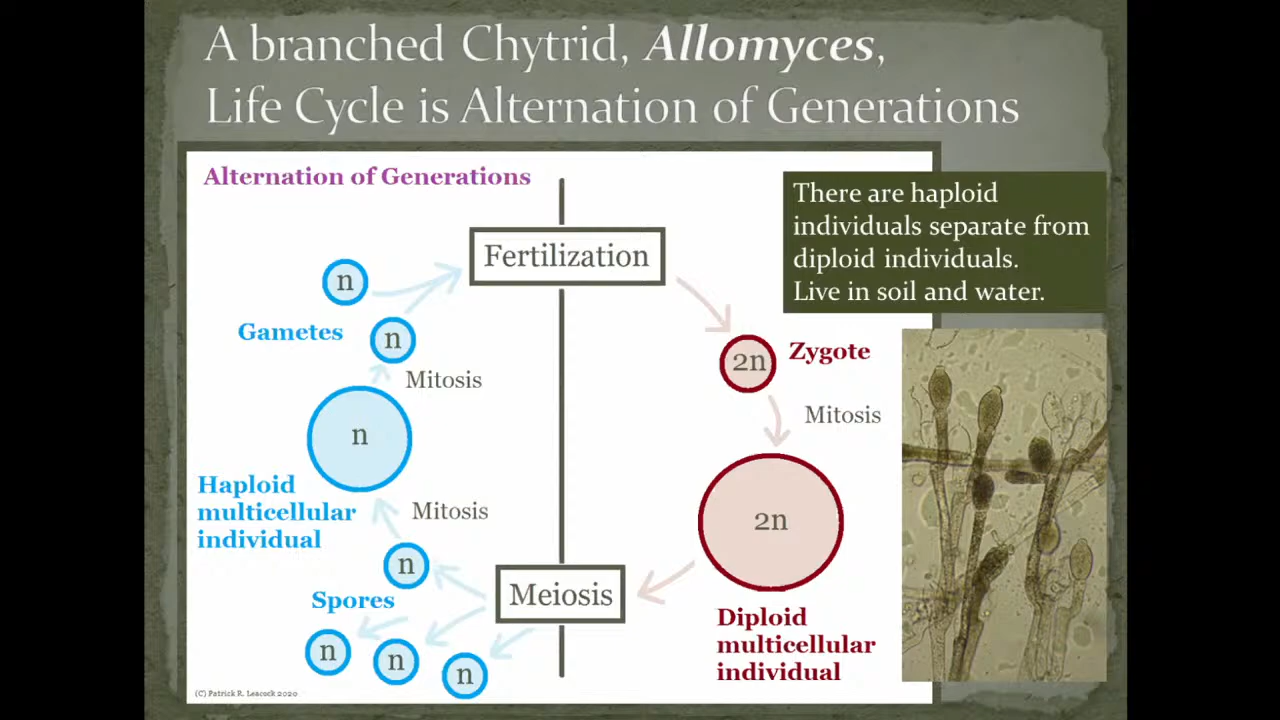 A branched Chytrid, Allomyces,
Life Cycle is Alternation of Generations
Alternation of Generations
There are haploid
individuals separate from
diploid individuals.
Live in soil and water.
Fertilization
n
Gametes
n
Mitosis
2n
Zygote
Mitosis
n
Haploid
multicellular
individual
Mitosis
2n
n
Spores
Meiosis
n
n
n
Diploid
multicellular
individual
(C) Patrick R. Leacock 2020